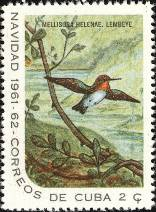 MELLISUGA HELENAE. LEMBEYE
NAVIDAD 1961-62.CORREOS DE CUBA 2 ¢